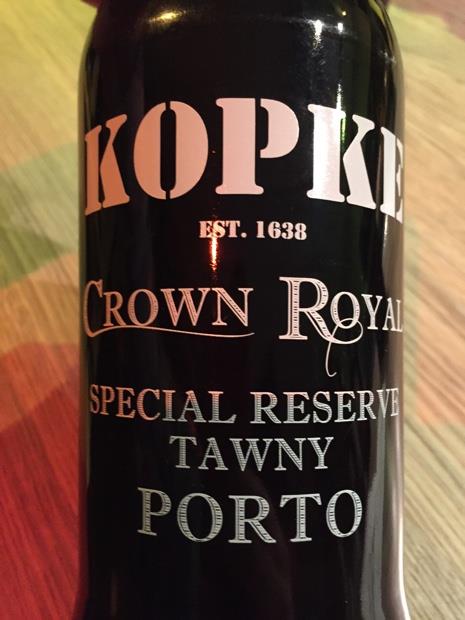 KOPKE
EST. 1638
CROWN ROYAL
SPECIAL RESERVE
TAWNY
PORTO